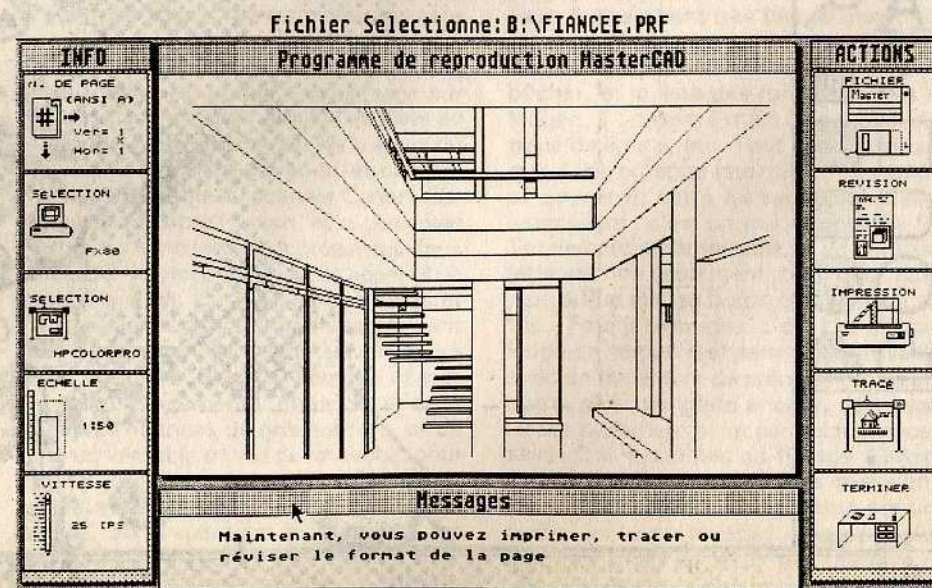 Fichier Selectionne:B:\FIANCEE.PRF
INFO
N. DE PAGE
(ANSI A)
Ver= 1
x
Hor= 1
SELECTION
FX80
SELECTION
HPCOLORPRO
ECHELLE
1:50
VITTESSE
25 IPS
Programme de reproduction MasterCAD
Messages
Maintenant, vous pouvez imprimer, tracer ou
réviser le format de la page
ACTIONS
FICHIER
Master
REVISION
IMPRESSION
TRACÉ
TERMINER